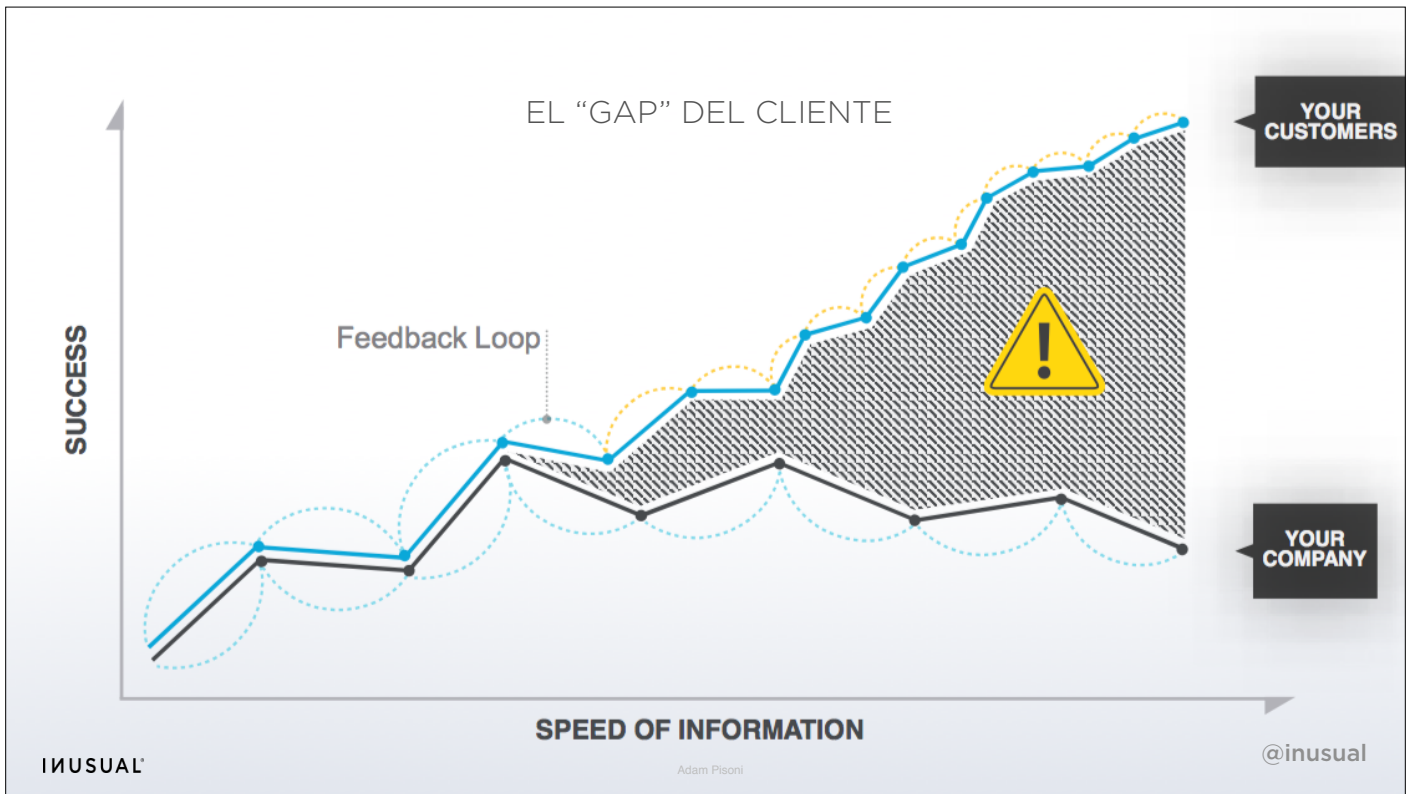 EL “GAP” DEL CLIENTE
YOUR
CUSTOMERS
Feedback Loop
SUCCESS
YOUR
COMPANY
SPEED OF INFORMATION
INUSUAL
Adam Pisoni
@inusual